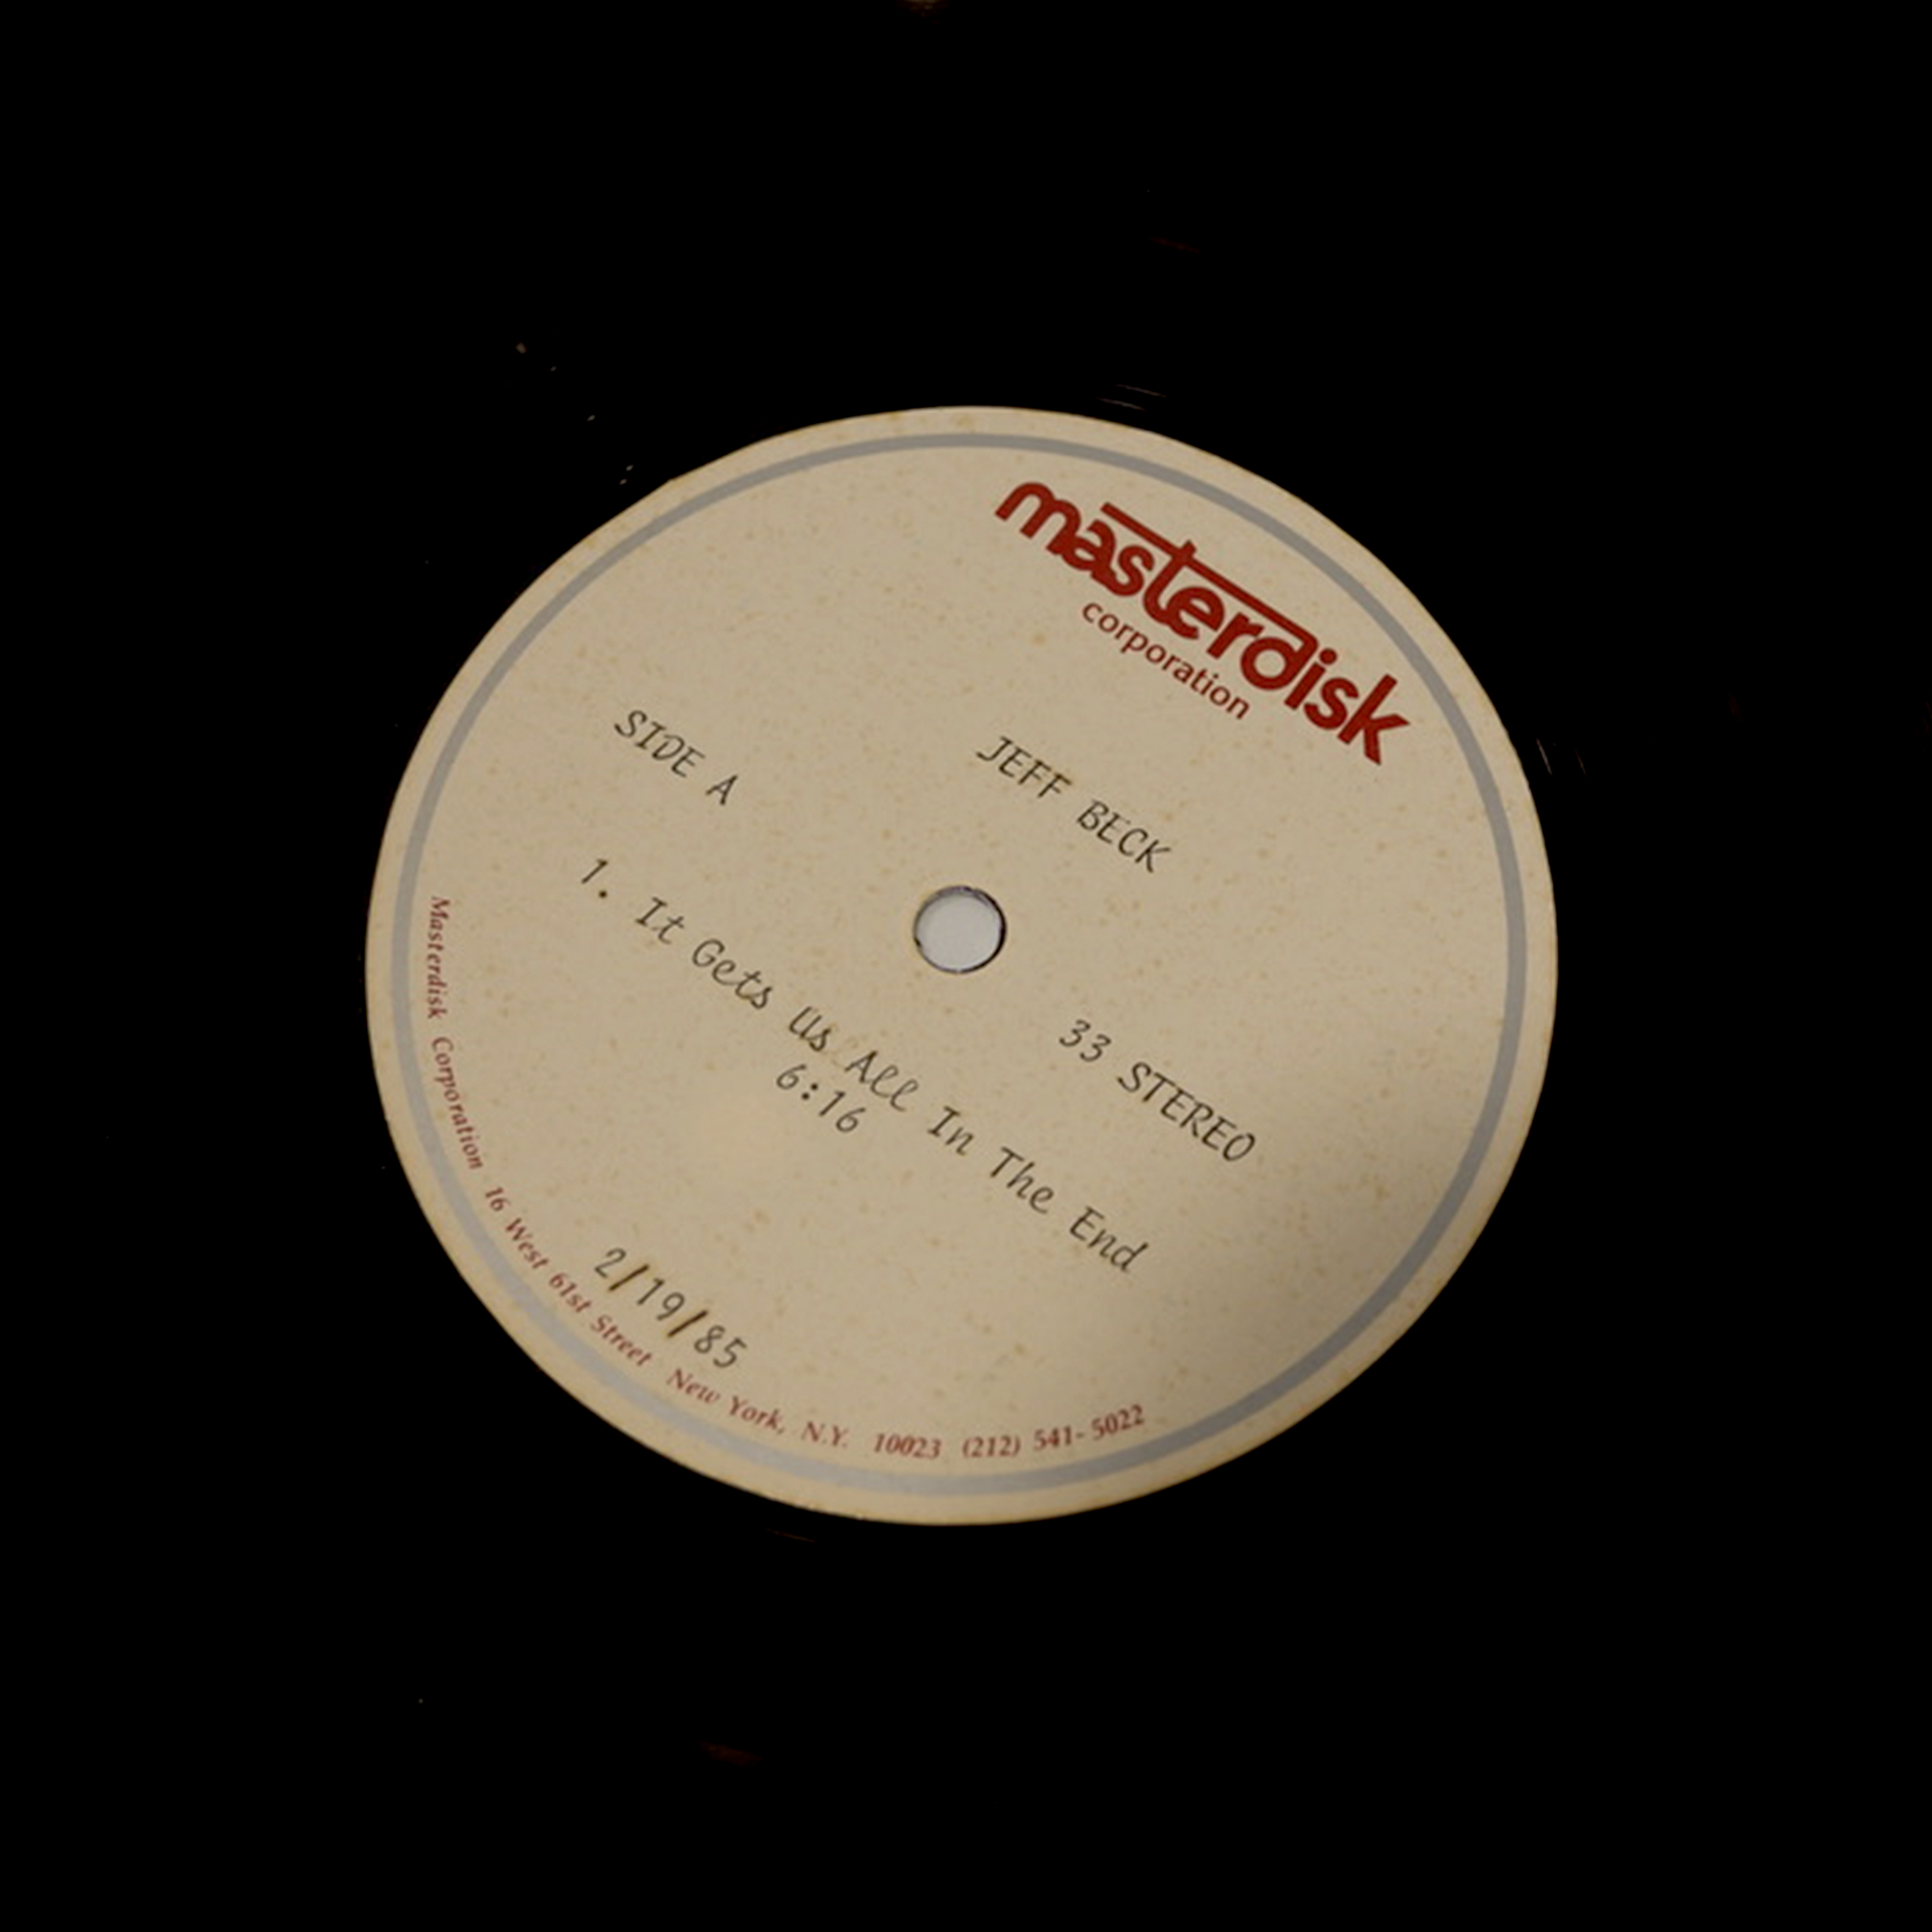 masterdisk
corporation
JEFF BECK
SIDE A
33 STEREO
1. It Gets Us All In The End
6:16
2/19/85
Masterdisk Corporation 16 West 61st Street New York, N.Y. 10023 (212) 541-5022